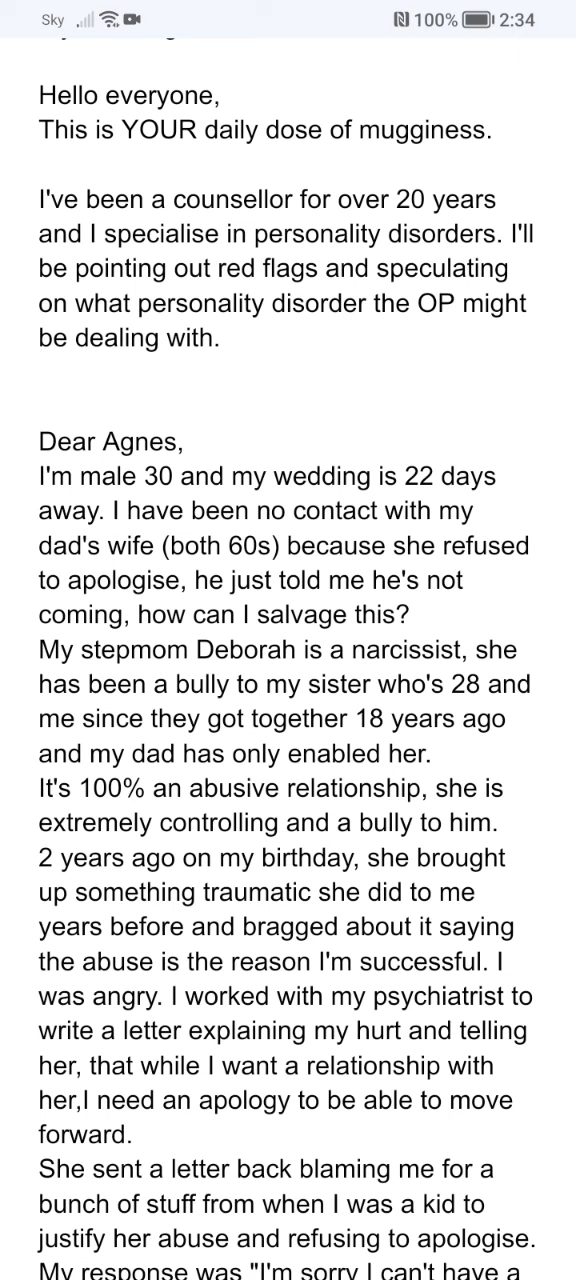 Sky 100% 2:34
Hello everyone,
This is YOUR daily dose of mugginess.
I've been a counsellor for over 20 years
and I specialise in personality disorders. I'll
be pointing out red flags and speculating
on what personality disorder the OP might
be dealing with.
Dear Agnes,
I'm male 30 and my wedding is 22 days
away. I have been no contact with my
dad's wife (both 60s) because she refused
to apologise, he just told me he's not
coming, how can I salvage this?
My stepmom Deborah is a narcissist, she
has been a bully to my sister who's 28 and
me since they got together 18 years ago
and my dad has only enabled her.
It's 100% an abusive relationship, she is
extremely controlling and a bully to him.
2 years ago on my birthday, she brought
up something traumatic she did to me
years before and bragged about it saying
the abuse is the reason I'm successful. I
was angry. I worked with my psychiatrist to
write a letter explaining my hurt and telling
her, that while I want a relationship with
her,I need an apology to be able to move
forward.
She sent a letter back blaming me for a
bunch of stuff from when I was a kid to
justify her abuse and refusing to apologise.
My response was "I'm sorry I can't have a